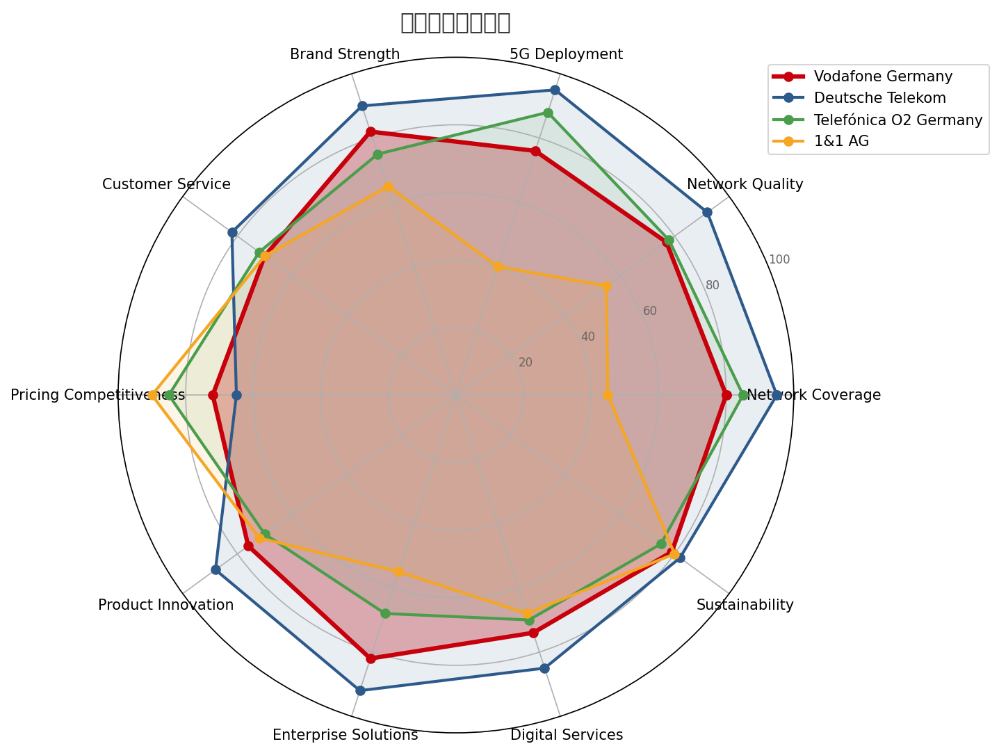 Brand Strength
5G Deployment
Vodafone Germany
Deutsche Telekom
Telefónica O2 Germany
1&1 AG
Customer Service
Network Quality
100
80
60
40
20
Pricing Competitiveness
Network Coverage
Product Innovation
Sustainability
Enterprise Solutions
Digital Services